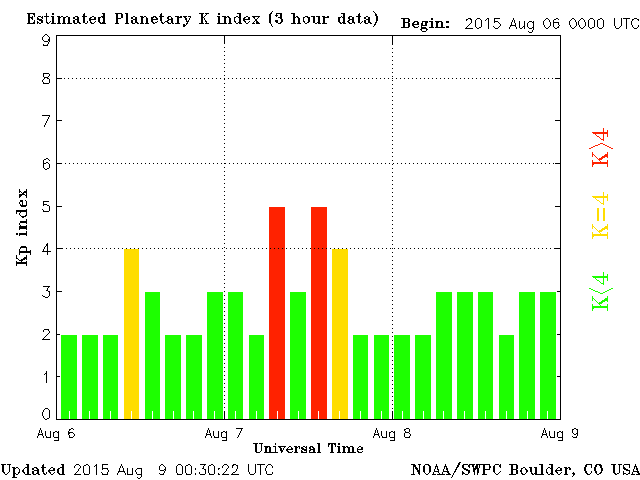 Estimated Planetary K index (3 hour data) Begin: 2015 Aug 06 0000 UTC
9
8
7
6
5
4
3
2
1
0
Kp index
K>4
K=4
K<4
Aug 6 Aug 7 Aug 8 Aug 9
Universal Time
Updated 2015 Aug 9 00:30:22 UTC NOAA/SWPC Boulder, CO USA